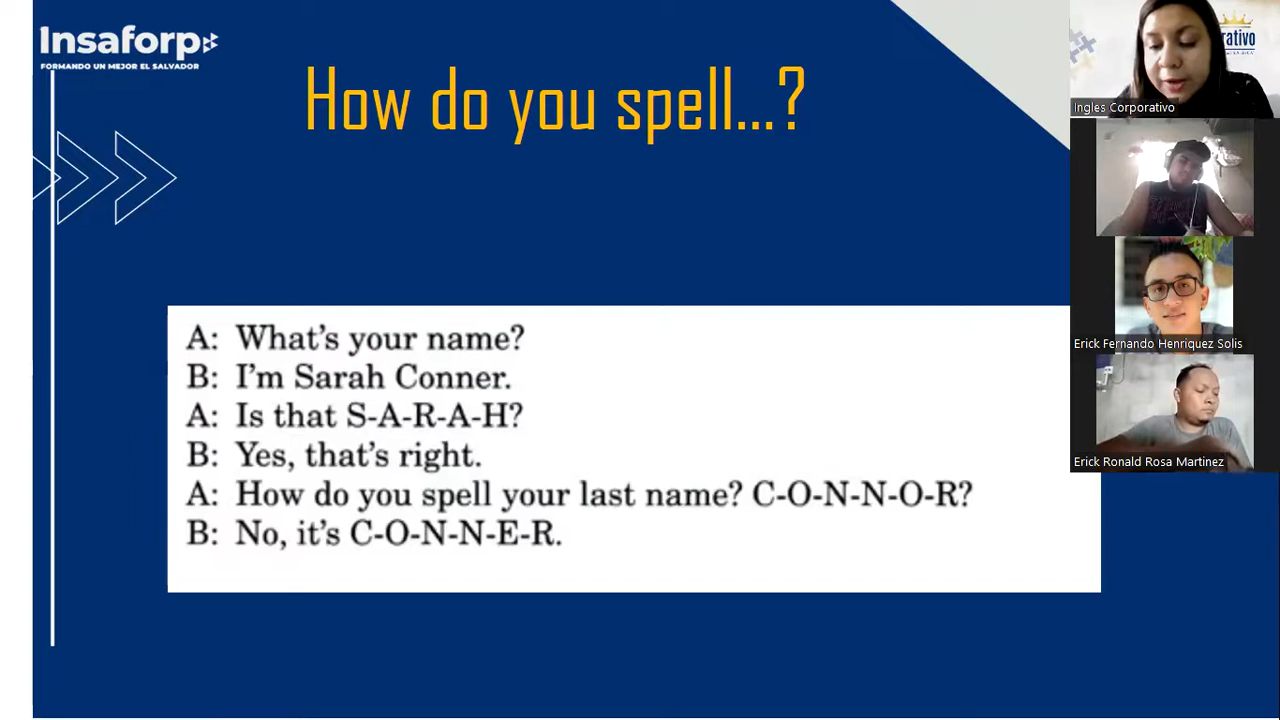 Insaforp
FORMANDO UN MEJOR EL SALVADOR
How do you spell...?
A: What's your name?
B: I'm Sarah Conner.
A: Is that S-A-R-A-H?
B: Yes, that's right.
A: How do you spell your last name? C-O-N-N-O-R?
B: No, it's C-O-N-N-E-R.
Ingles Corporativo
Erick Fernando Henriquez Solis
Erick Ronald Rosa Martinez